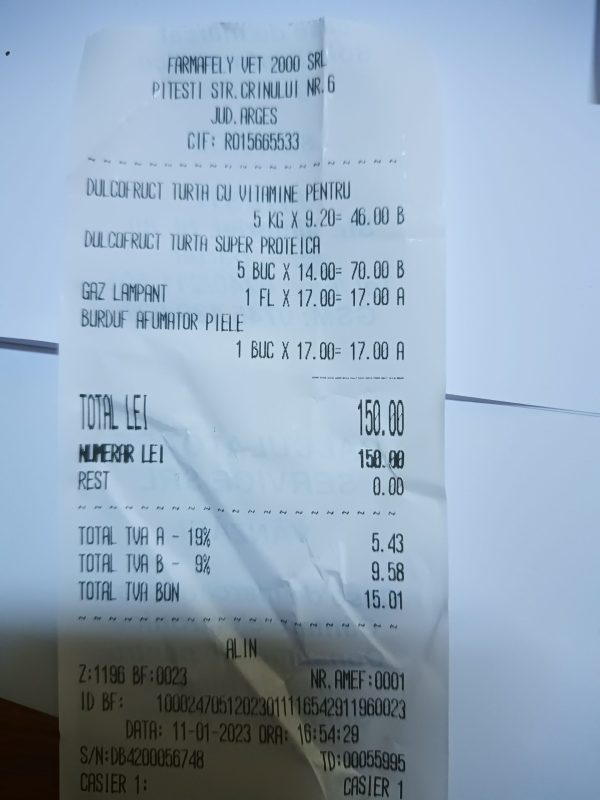 FARMAFELY VET 2000 SRL
PITESTI STR.CRINULUI NR.6
JUD.ARGES
CIF: RO15665533
DULCOFRUCT TURTA CU VITAMINE PENTRU
5 KG X 9.20= 46.00 B
DULCOFRUCT TURTA SUPER PROTEICA
5 BUC X 14.00= 70.00 B
GAZ LAMPANT 1 FL X 17.00= 17.00 A
BURDUF AFUMATOR PIELE
1 BUC X 17.00= 17.00 A
TOTAL LEI 150.00
NUMERAR LEI 150.00
REST 0.00
TOTAL TVA A - 19% 5.43
TOTAL TVA B - 9% 9.58
TOTAL TVA BON 15.01
ALIN
Z:1196 BF:0023 NR.AMEF:0001
ID BF: 10002470512023011116542911960023
DATA: 11-01-2023 ORA: 16:54:29
S/N:DB4200056748 TD:00055995
CASIER 1: CASIER 1